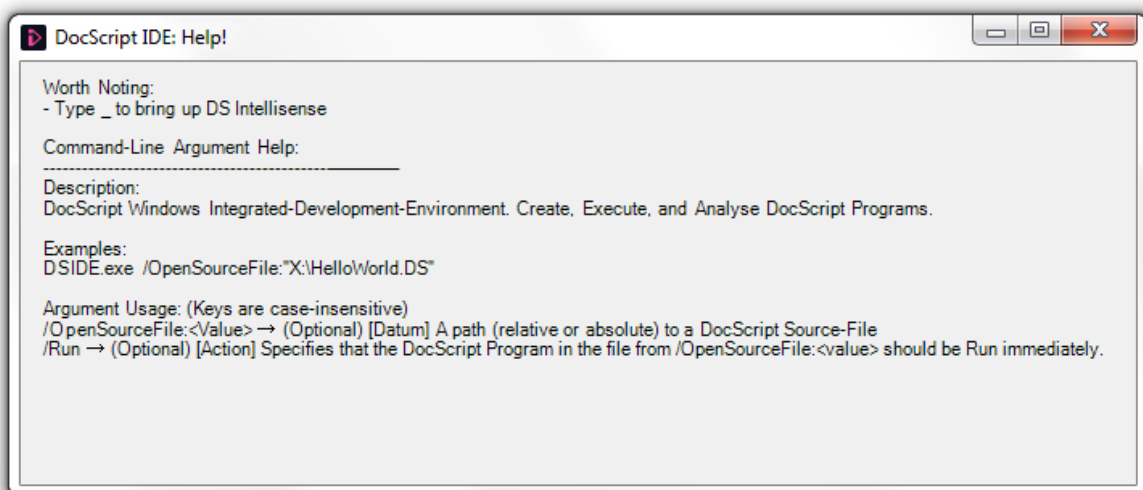 DocScript IDE: Help!
Worth Noting:
- Type _ to bring up DS Intellisense
Command-Line Argument Help:
--------------------------------------------------------
Description:
DocScript Windows Integrated-Development-Environment. Create, Execute, and Analyse DocScript Programs.
Examples:
DSIDE.exe /OpenSourceFile:"X:\HelloWorld.DS"
Argument Usage: (Keys are case-insensitive)
/OpenSourceFile:<Value> → (Optional) [Datum] A path (relative or absolute) to a DocScript Source-File
/Run → (Optional) [Action] Specifies that the DocScript Program in the file from /OpenSourceFile:<value> should be Run immediately.